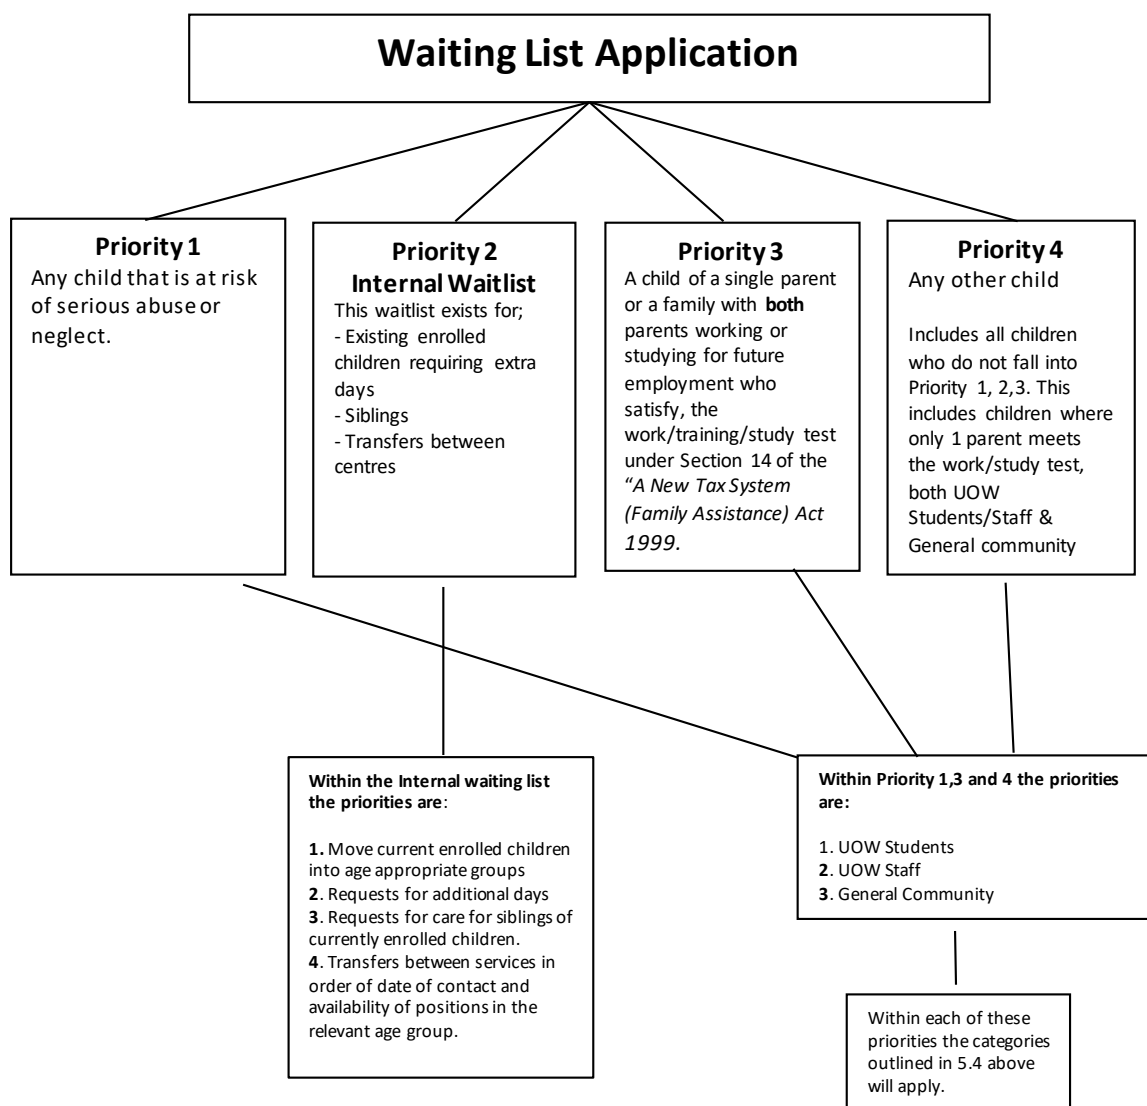 Waiting List Application
Priority 1
Any child that is at risk
of serious abuse or
neglect.
Priority 2
Internal Waitlist
This waitlist exists for;
- Existing enrolled
children requiring extra
days
- Siblings
- Transfers between
centres
Priority 3
A child of a single parent
or a family with both
parents working or
studying for future
employment who
satisfy, the
work/training/study test
under Section 14 of the
“A New Tax System
(Family Assistance) Act
1999.
Priority 4
Any other child
Includes all children
who do not fall into
Priority 1, 2,3. This
includes children where
only 1 parent meets
the work/study test,
both UOW
Students/Staff &
General community
Within the Internal waiting list
the priorities are:
1. Move current enrolled children
into age appropriate groups
2. Requests for additional days
3. Requests for care for siblings of
currently enrolled children.
4. Transfers between services in
order of date of contact and
availability of positions in the
relevant age group.
Within Priority 1,3 and 4 the priorities
are:
1. UOW Students
2. UOW Staff
3. General Community
Within each of these
priorities the categories
outlined in 5.4 above
will apply.